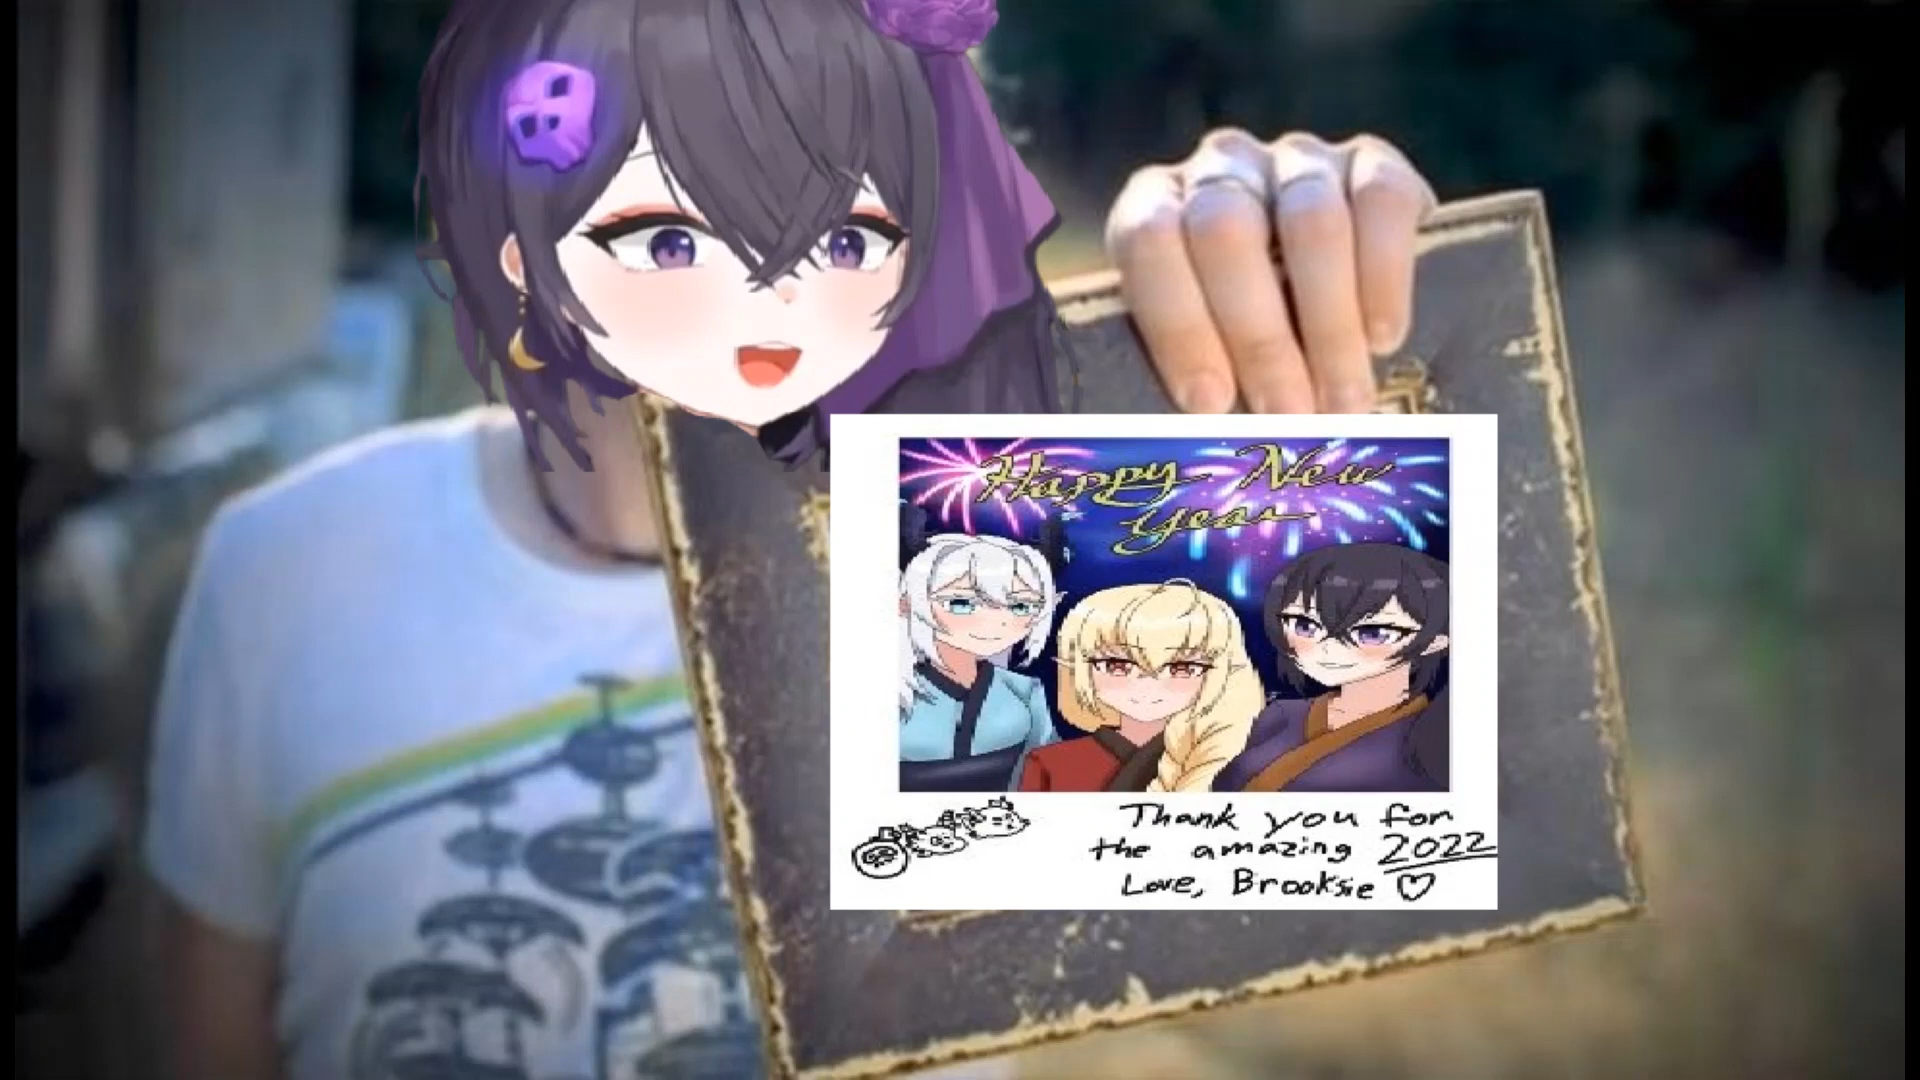 Happy New
Year
Thank you for
the amazing 2022
Love, Brooksie ♡